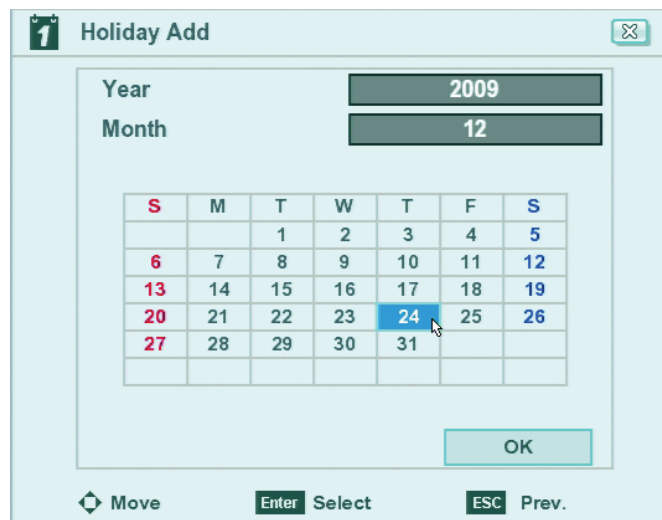 1 Holiday Add
Year 2009
Month 12
S M T W T F S
1 2 3 4 5
6 7 8 9 10 11 12
13 14 15 16 17 18 19
20 21 22 23 24 25 26
27 28 29 30 31
OK
Move Enter Select ESC Prev.